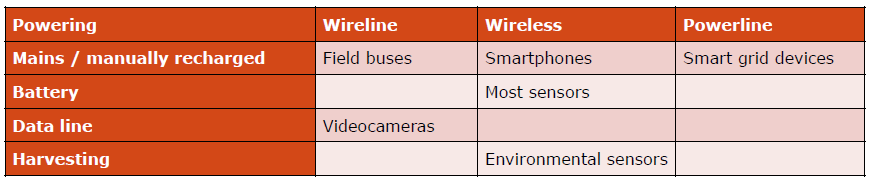 Powering Wireline Wireless Powerline
Mains / manually recharged Field buses Smartphones Smart grid devices
Battery Most sensors
Data line Videocameras
Harvesting Environmental sensors